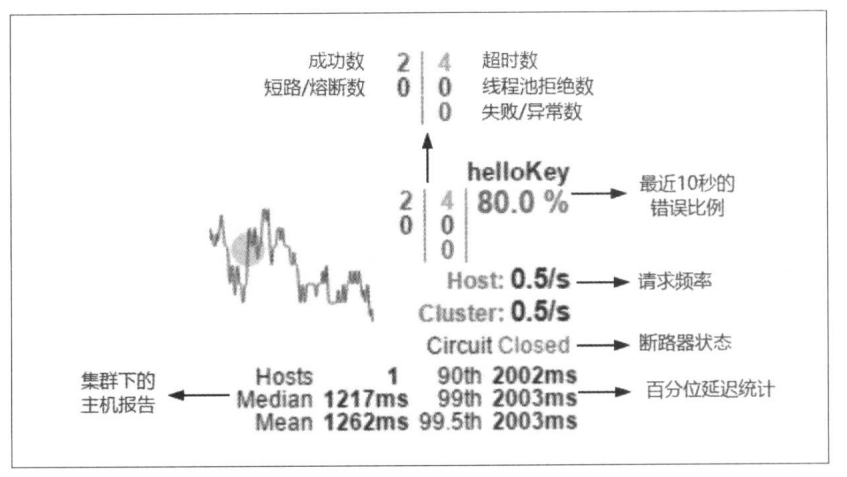 成功数 2 4 超时数
短路/熔断数 0 0 线程池拒绝数
0 失败/异常数
helloKey
2 4 80.0 %
最近10秒的
错误比例
0 0
0
Host: 0.5/s
请求频率
Cluster: 0.5/s
Circuit Closed
断路器状态
集群下的
主机报告
Hosts 1 90th 2002ms
Median 1217ms 99th 2003ms
Mean 1262ms 99.5th 2003ms
百分位延迟统计